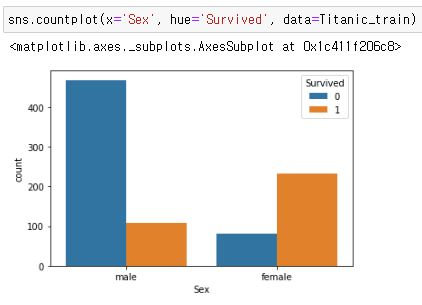 sns.countplot(x='Sex', hue='Survived', data=Titanic_train)
<matplotlib.axes._subplots.AxesSubplot at 0x1c411f206c8>
Survived
0
1
400
300
200
100
0
count
male female
Sex